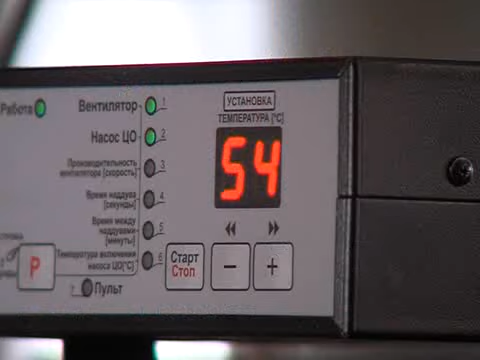 Работа
Вентилятор 1
Насос ЦО 2
Производительность
вентилятора [скорость] 3
Время наддува
[секунды] 4
Время между
наддувами
[минуты] 5
Температура включения
насоса ЦО[°C] 6
Пульт
P
УСТАНОВКА
ТЕМПЕРАТУРА [°C]
54
Старт
Стоп
−
+